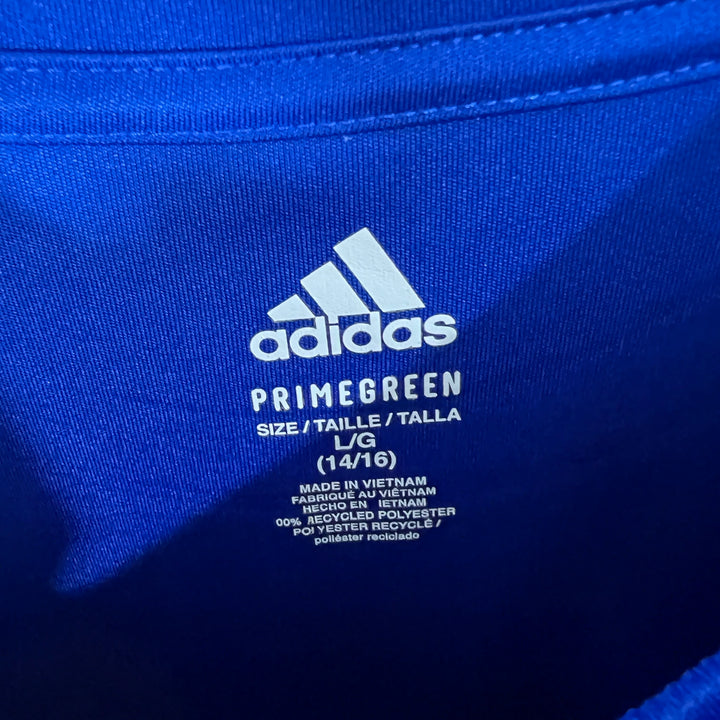 adidas
PRIMEGREEN
SIZE / TAILLE / TALLA
L/G
(14/16)
MADE IN VIETNAM
FABRIQUÉ AU VIÊTNAM
HECHO EN IETNAM
00% RECYCLED POLYESTER
POLYESTER RECYCLÉ /
poliéster reciclado